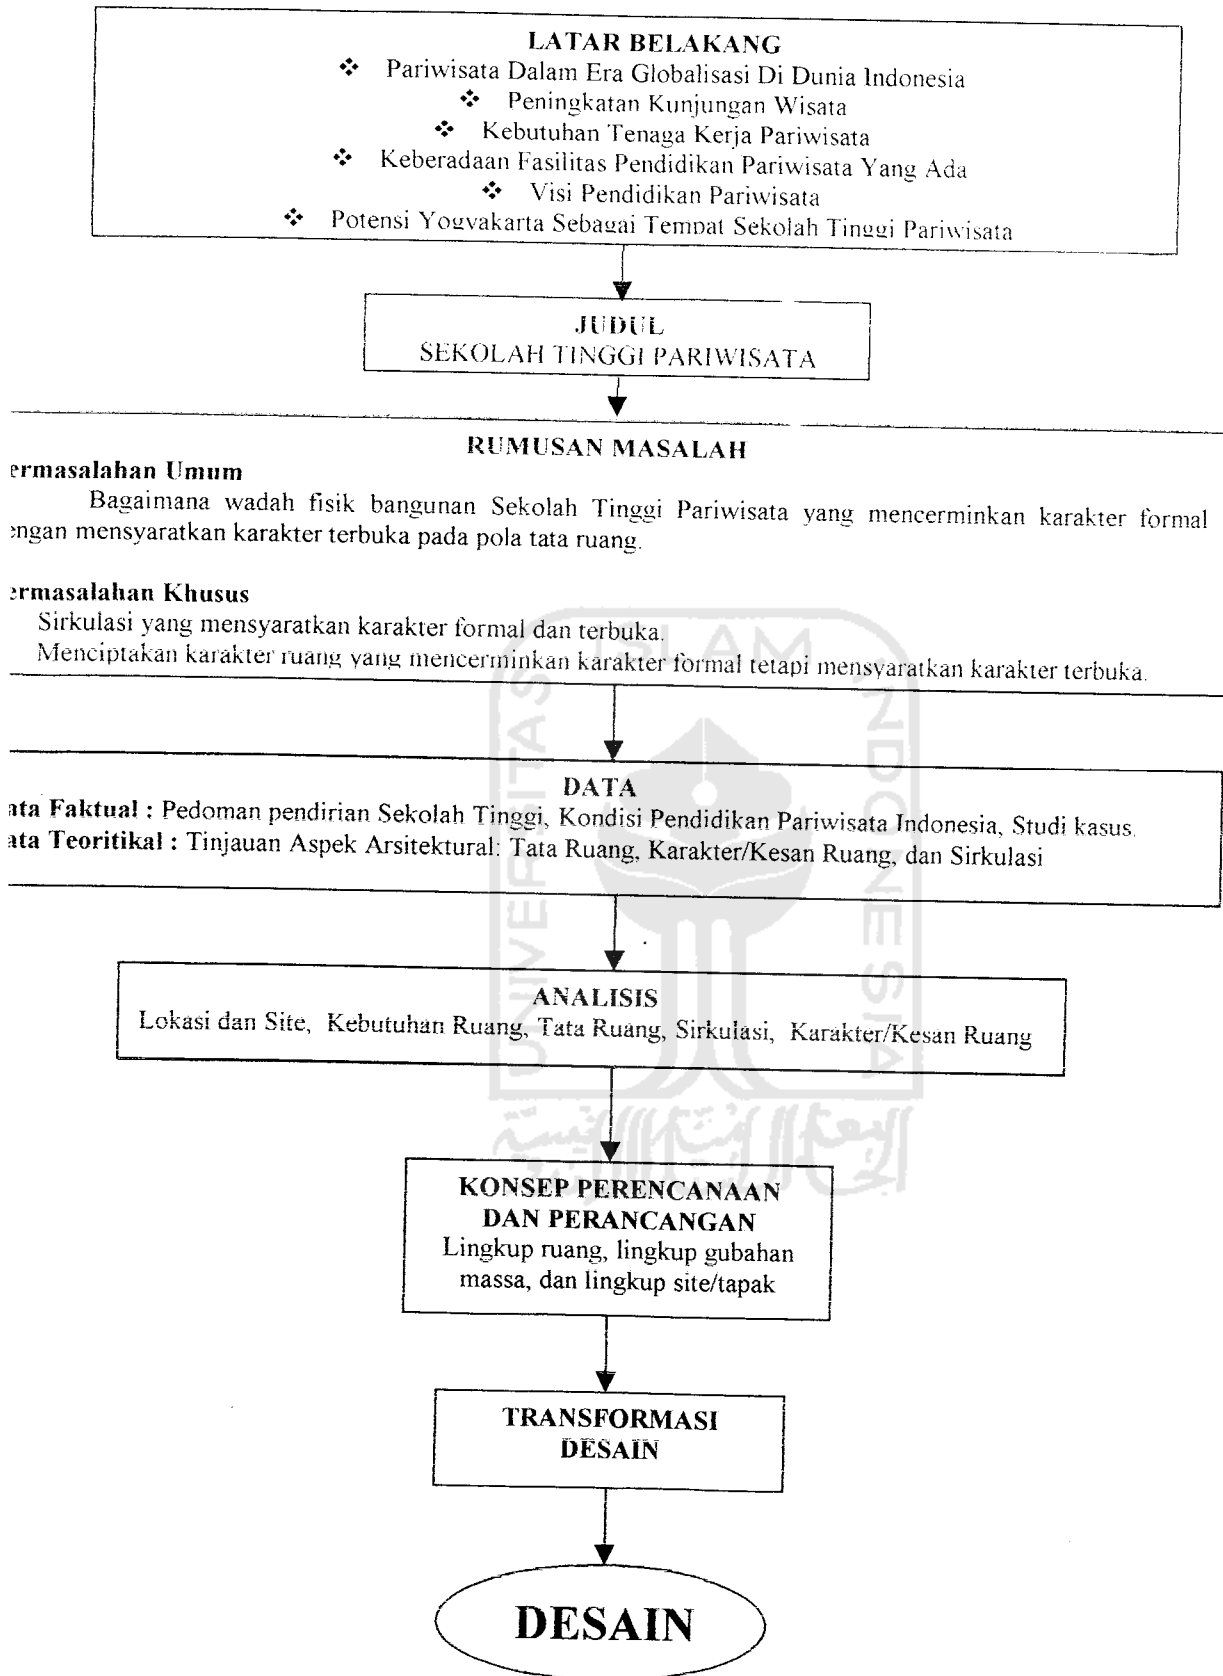 LATAR BELAKANG
❖ Pariwisata Dalam Era Globalisasi Di Dunia Indonesia
❖ Peningkatan Kunjungan Wisata
❖ Kebutuhan Tenaga Kerja Pariwisata
❖ Keberadaan Fasilitas Pendidikan Pariwisata Yang Ada
❖ Visi Pendidikan Pariwisata
❖ Potensi Yogyakarta Sebagai Tempat Sekolah Tinggi Pariwisata
JUDUL
SEKOLAH TINGGI PARIWISATA
RUMUSAN MASALAH
ermasalahan Umum
Bagaimana wadah fisik bangunan Sekolah Tinggi Pariwisata yang mencerminkan karakter formal
engan mensyaratkan karakter terbuka pada pola tata ruang.
ermasalahan Khusus
Sirkulasi yang mensyaratkan karakter formal dan terbuka.
Menciptakan karakter ruang yang mencerminkan karakter formal tetapi mensyaratkan karakter terbuka.
DATA
ata Faktual : Pedoman pendirian Sekolah Tinggi, Kondisi Pendidikan Pariwisata Indonesia, Studi kasus.
ata Teoritikal : Tinjauan Aspek Arsitektural: Tata Ruang, Karakter/Kesan Ruang, dan Sirkulasi
ANALISIS
Lokasi dan Site, Kebutuhan Ruang, Tata Ruang, Sirkulasi, Karakter/Kesan Ruang
KONSEP PERENCANAAN
DAN PERANCANGAN
Lingkup ruang, lingkup gubahan
massa, dan lingkup site/tapak
TRANSFORMASI
DESAIN
DESAIN
UNIVERSITAS
ISLAM
INDONESIA